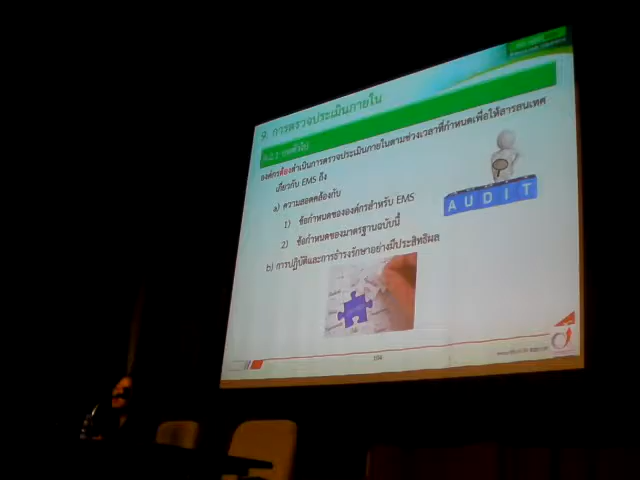 9. การตรวจประเมินภายใน
9.2.1 บททั่วไป
องค์กรต้องดำเนินการตรวจประเมินภายในตามช่วงเวลาที่กำหนดเพื่อให้สารสนเทศ
เกี่ยวกับ EMS ถึง
a) ความสอดคล้องกับ
1) ข้อกำหนดขององค์กรสำหรับ EMS
2) ข้อกำหนดของมาตรฐานฉบับนี้
b) การปฏิบัติและการธำรงรักษาอย่างมีประสิทธิผล
AUDIT